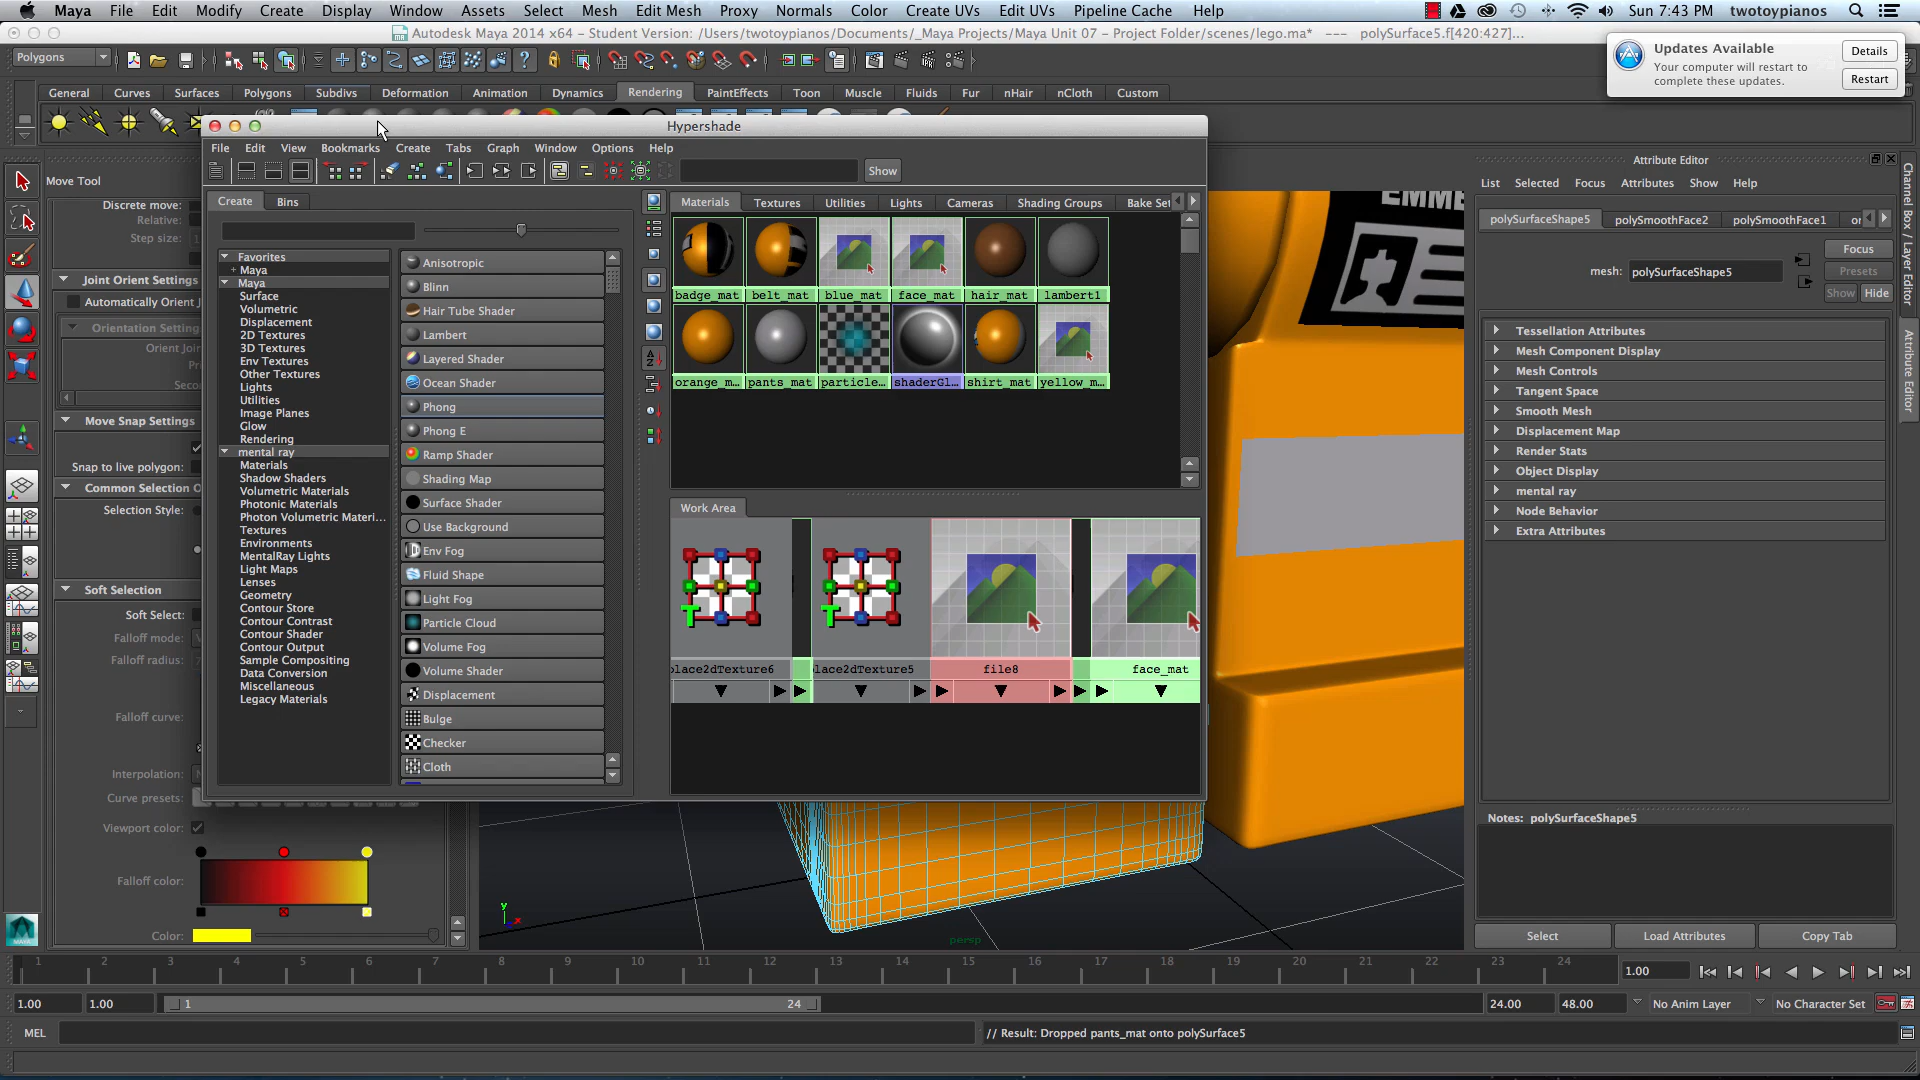 Maya File Edit Modify Create Display Window Assets Select Mesh Edit Mesh Proxy Normals Color Create UVs Edit UVs Pipeline Cache Help Sun 7:43 PM twotoypianos
Autodesk Maya 2014 x64 - Student Version: /Users/twotoypianos/Documents/_Maya Projects/Maya Unit 07 - Project Folder/scenes/lego.ma* --- polySurface5.f[420:427]...
Polygons
Updates Available
Your computer will restart to complete these updates.
Details
Restart
General Curves Surfaces Polygons Subdivs Deformation Animation Dynamics Rendering PaintEffects Toon Muscle Fluids Fur nHair nCloth Custom
Hypershade
File Edit View Bookmarks Create Tabs Graph Window Options Help
Show
Move Tool
Discrete move:
Relative:
Step size:
Joint Orient Settings
Automatically Orient J
Orientation Setting
Orient Joi
Prim
Seco
Move Snap Settings
Snap to live polygon:
Common Selection O
Selection Style:
Soft Selection
Soft Select:
Falloff mode:
Falloff radius:
Falloff curve:
Interpolation:
Curve presets:
Viewport color:
Falloff color:
Color:
Create Bins
Favorites
Maya
Maya
Surface
Volumetric
Displacement
2D Textures
3D Textures
Env Textures
Other Textures
Lights
Utilities
Image Planes
Glow
Rendering
mental ray
Materials
Shadow Shaders
Volumetric Materials
Photonic Materials
Photon Volumetric Materi...
Textures
Environments
MentalRay Lights
Light Maps
Lenses
Geometry
Contour Store
Contour Contrast
Contour Shader
Contour Output
Sample Compositing
Data Conversion
Miscellaneous
Legacy Materials
Anisotropic
Blinn
Hair Tube Shader
Lambert
Layered Shader
Ocean Shader
Phong
Phong E
Ramp Shader
Shading Map
Surface Shader
Use Background
Env Fog
Fluid Shape
Light Fog
Particle Cloud
Volume Fog
Volume Shader
Displacement
Bulge
Checker
Cloth
Materials Textures Utilities Lights Cameras Shading Groups Bake Set
badge_mat belt_mat blue_mat face_mat hair_mat lambert1
orange_m... pants_mat particle... shaderGl... shirt_mat yellow_m...
Work Area
place2dTexture6 place2dTexture5 file8 face_mat
EMME
persp
y
x
Attribute Editor
List Selected Focus Attributes Show Help
polySurfaceShape5 polySmoothFace2 polySmoothFace1
mesh: polySurfaceShape5
Focus
Presets
Show Hide
Tessellation Attributes
Mesh Component Display
Mesh Controls
Tangent Space
Smooth Mesh
Displacement Map
Render Stats
Object Display
mental ray
Node Behavior
Extra Attributes
Notes: polySurfaceShape5
Select Load Attributes Copy Tab
Channel Box / Layer Editor
Attribute Editor
1 2 3 4 5 6 7 8 9 10 11 12 13 14 15 16 17 18 19 20 21 22 23 24 1.00
1.00 1.00 1 24 24.00 48.00 No Anim Layer No Character Set
MEL // Result: Dropped pants_mat onto polySurface5